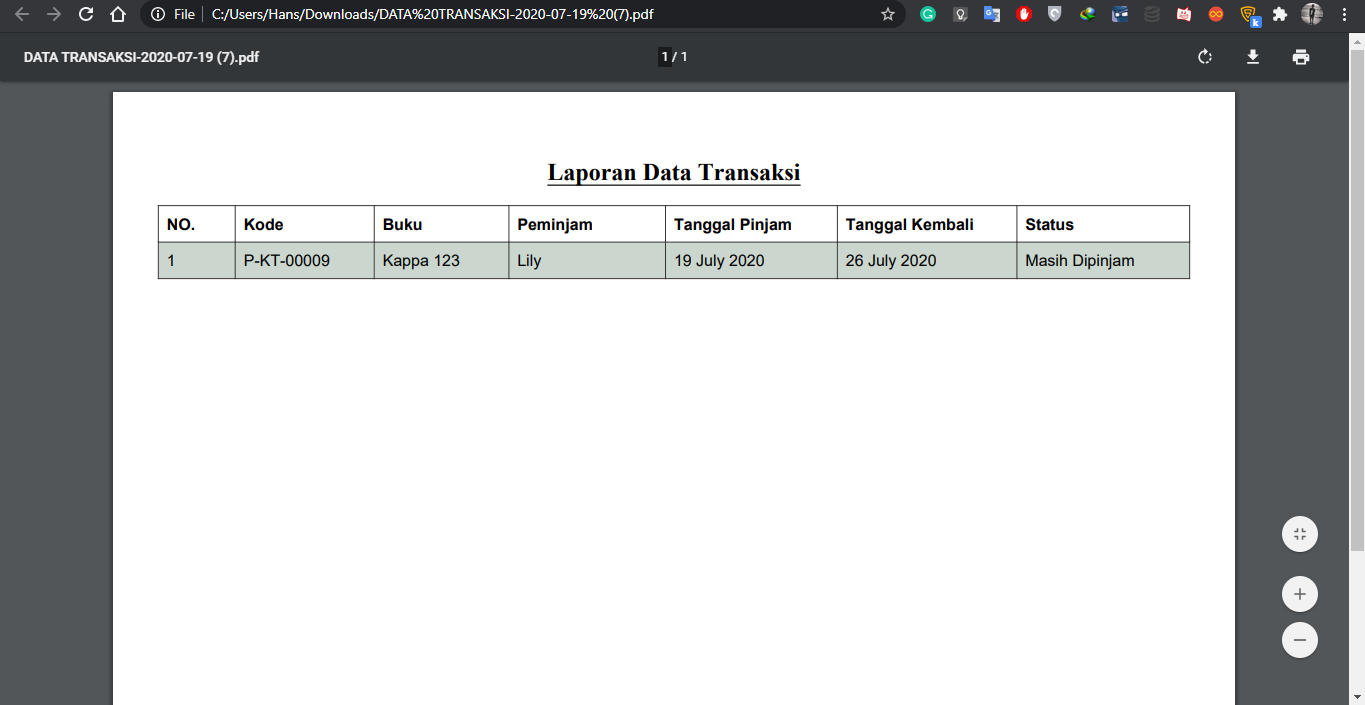 File C:/Users/Hans/Downloads/DATA%20TRANSAKSI-2020-07-19%20(7).pdf
DATA TRANSAKSI-2020-07-19 (7).pdf 1 / 1
Laporan Data Transaksi
NO. Kode Buku Peminjam Tanggal Pinjam Tanggal Kembali Status
1 P-KT-00009 Kappa 123 Lily 19 July 2020 26 July 2020 Masih Dipinjam